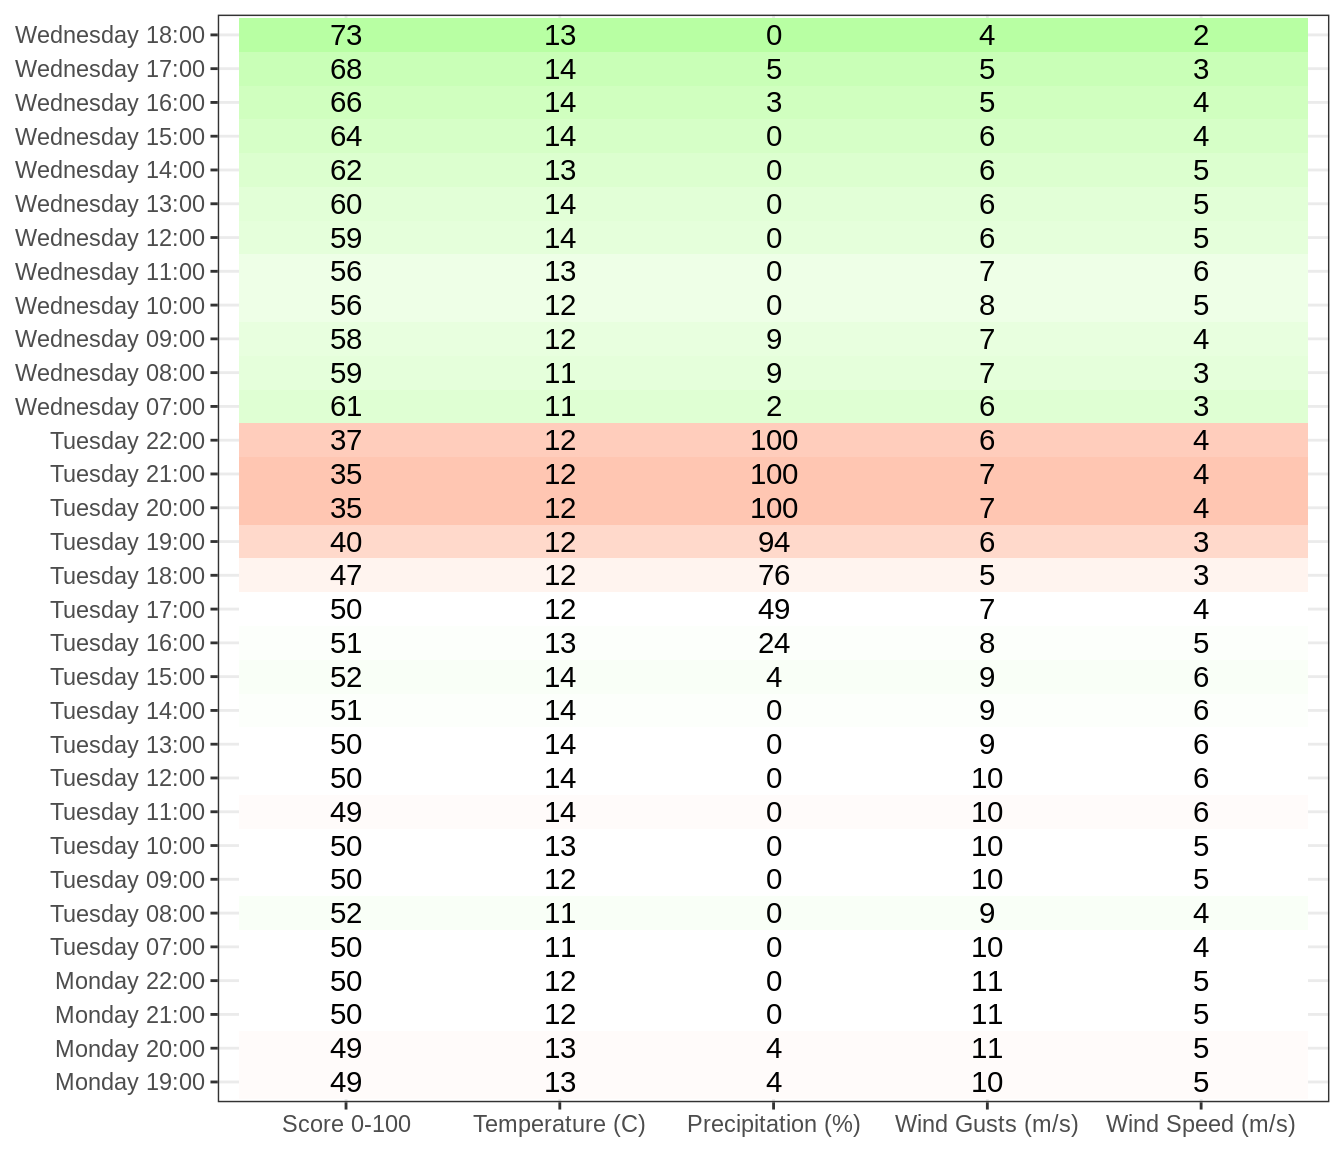 Wednesday 18:00 73 13 0 4 2
Wednesday 17:00 68 14 5 5 3
Wednesday 16:00 66 14 3 5 4
Wednesday 15:00 64 14 0 6 4
Wednesday 14:00 62 13 0 6 5
Wednesday 13:00 60 14 0 6 5
Wednesday 12:00 59 14 0 6 5
Wednesday 11:00 56 13 0 7 6
Wednesday 10:00 56 12 0 8 5
Wednesday 09:00 58 12 9 7 4
Wednesday 08:00 59 11 9 7 3
Wednesday 07:00 61 11 2 6 3
Tuesday 22:00 37 12 100 6 4
Tuesday 21:00 35 12 100 7 4
Tuesday 20:00 35 12 100 7 4
Tuesday 19:00 40 12 94 6 3
Tuesday 18:00 47 12 76 5 3
Tuesday 17:00 50 12 49 7 4
Tuesday 16:00 51 13 24 8 5
Tuesday 15:00 52 14 4 9 6
Tuesday 14:00 51 14 0 9 6
Tuesday 13:00 50 14 0 9 6
Tuesday 12:00 50 14 0 10 6
Tuesday 11:00 49 14 0 10 6
Tuesday 10:00 50 13 0 10 5
Tuesday 09:00 50 12 0 10 5
Tuesday 08:00 52 11 0 9 4
Tuesday 07:00 50 11 0 10 4
Monday 22:00 50 12 0 11 5
Monday 21:00 50 12 0 11 5
Monday 20:00 49 13 4 11 5
Monday 19:00 49 13 4 10 5
Score 0-100 Temperature (C) Precipitation (%) Wind Gusts (m/s) Wind Speed (m/s)